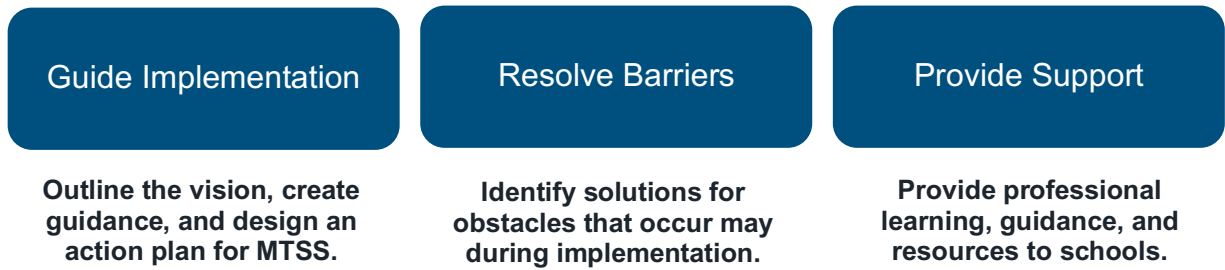 Guide Implementation
Outline the vision, create
guidance, and design an
action plan for MTSS.
Resolve Barriers
Identify solutions for
obstacles that occur may
during implementation.
Provide Support
Provide professional
learning, guidance, and
resources to schools.